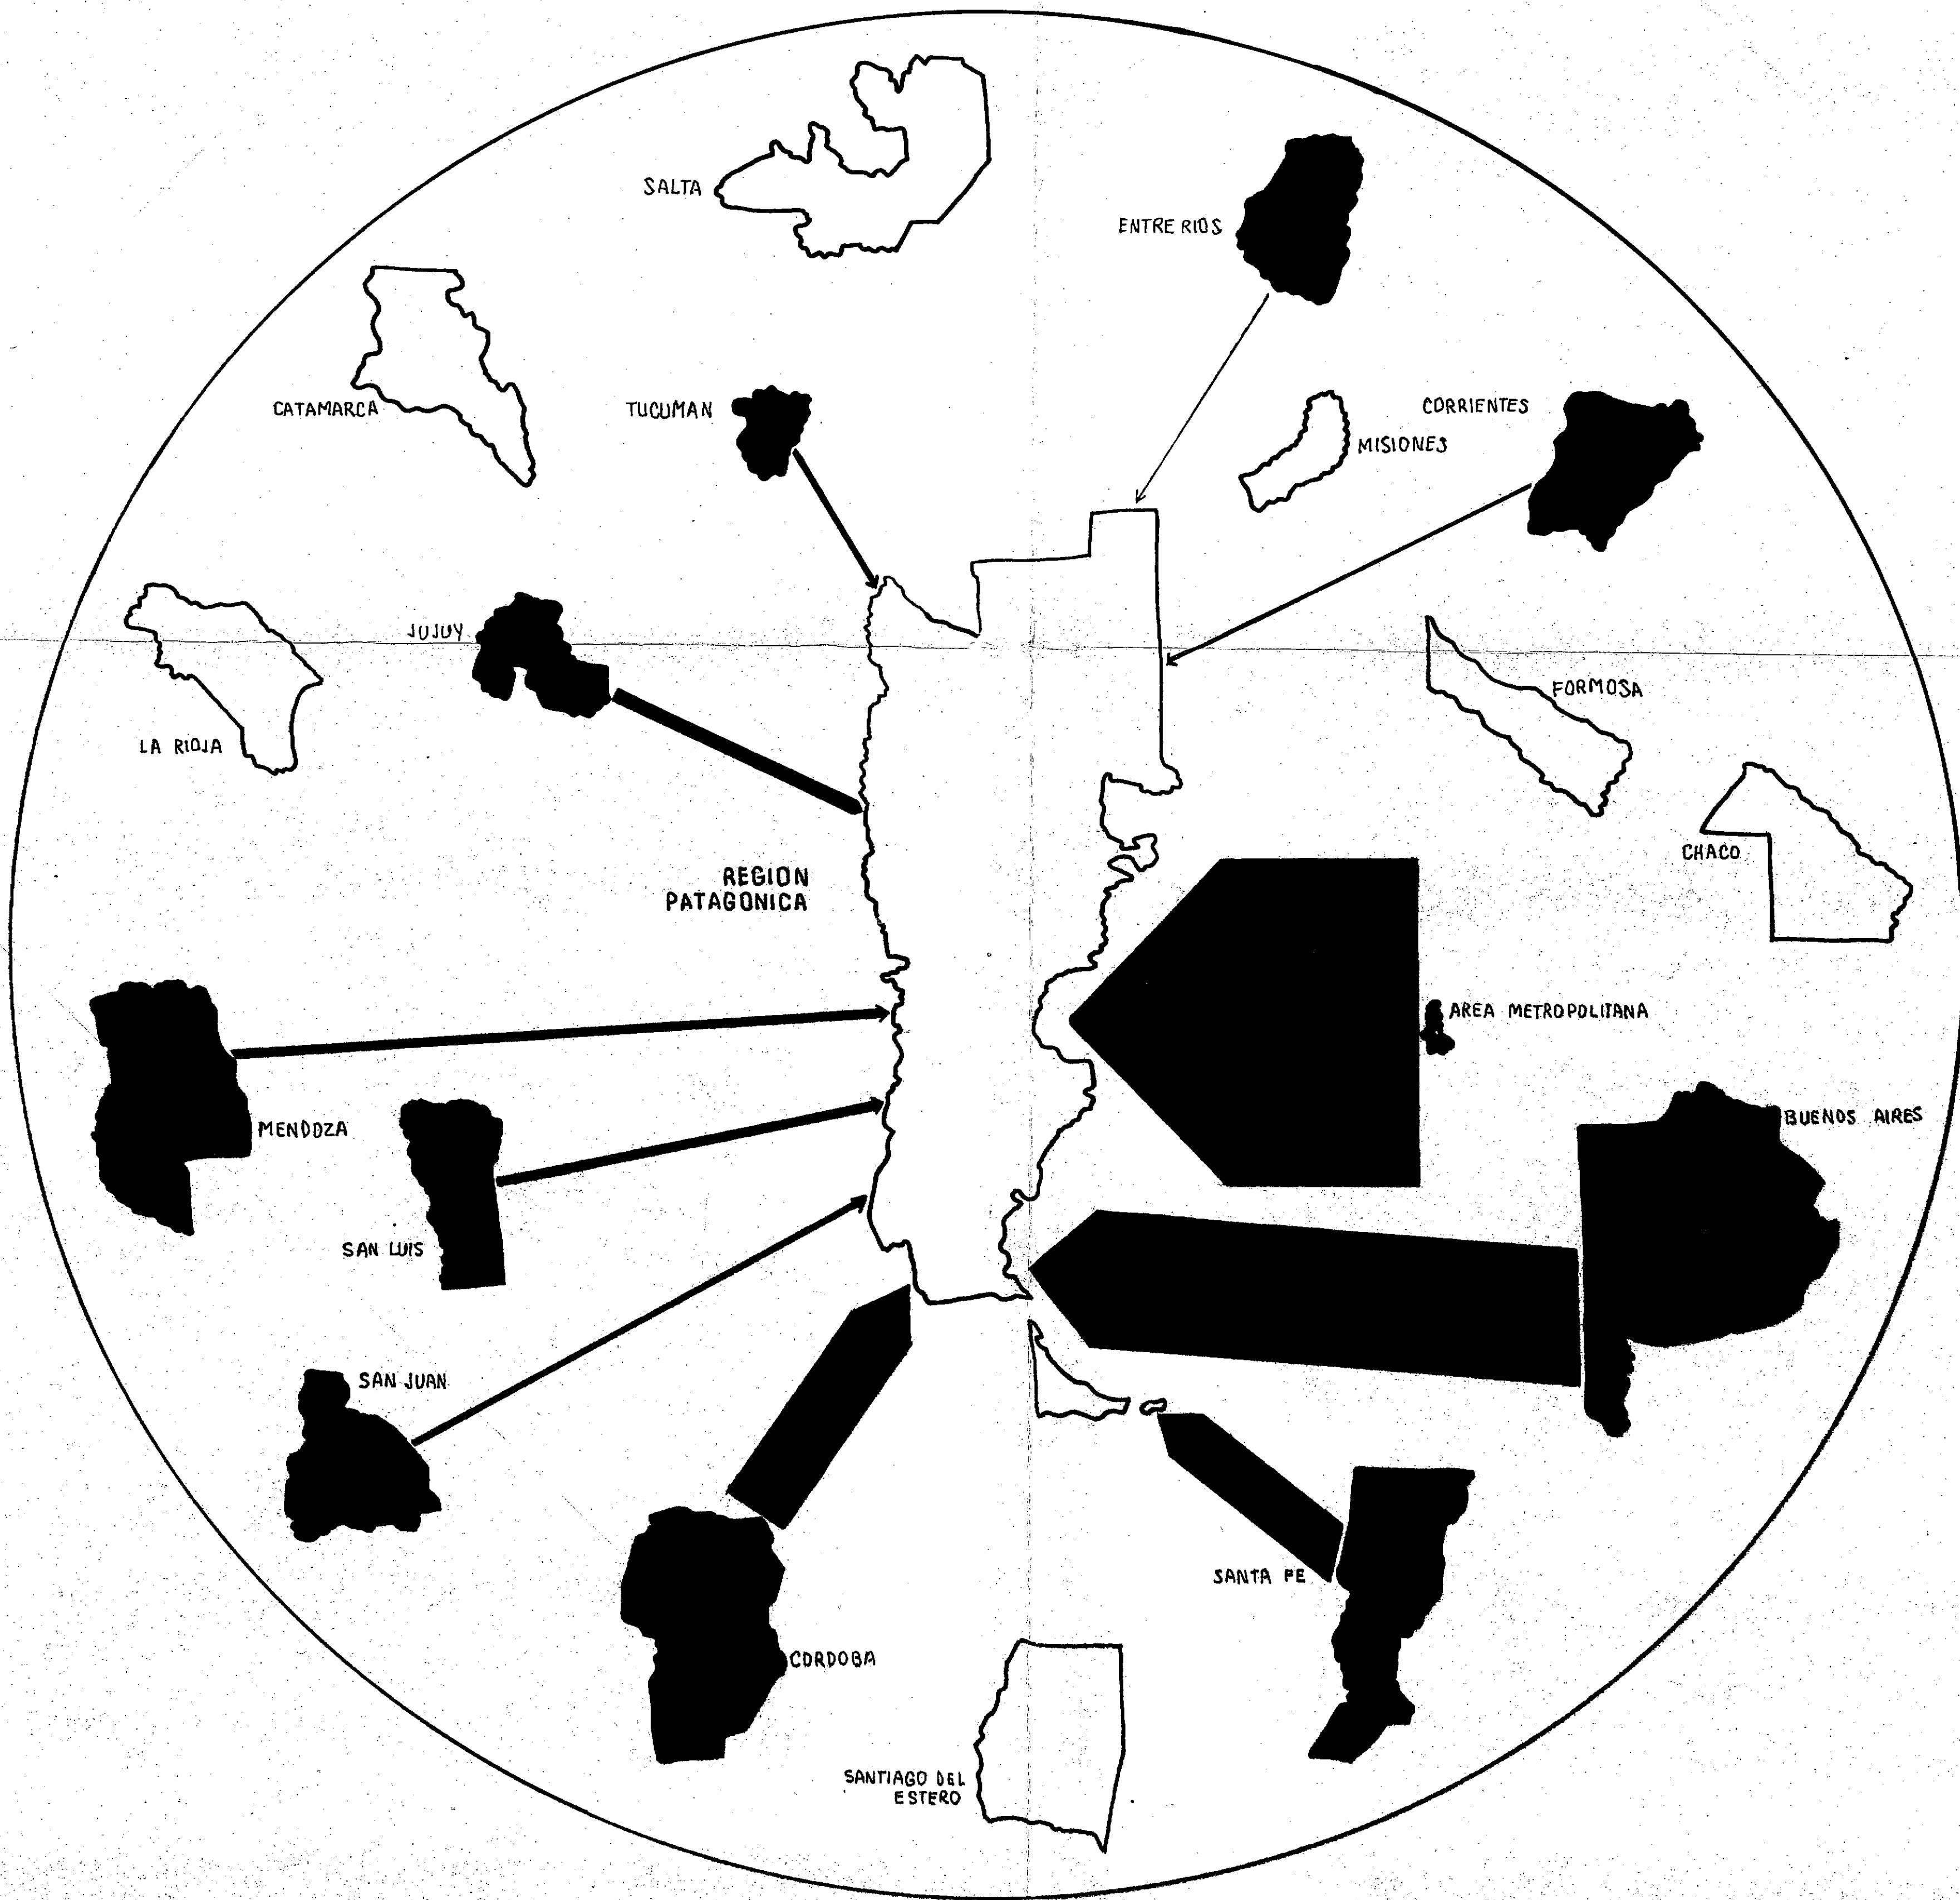 SALTA
ENTRE RIOS
CATAMARCA
TUCUMAN
CORRIENTES
MISIONES
JUJUY
FORMOSA
LA RIOJA
CHACO
REGION
PATAGONICA
AREA METROPOLITANA
BUENOS AIRES
MENDOZA
SAN LUIS
SAN JUAN
SANTA FE
CORDOBA
SANTIAGO DEL
ESTERO